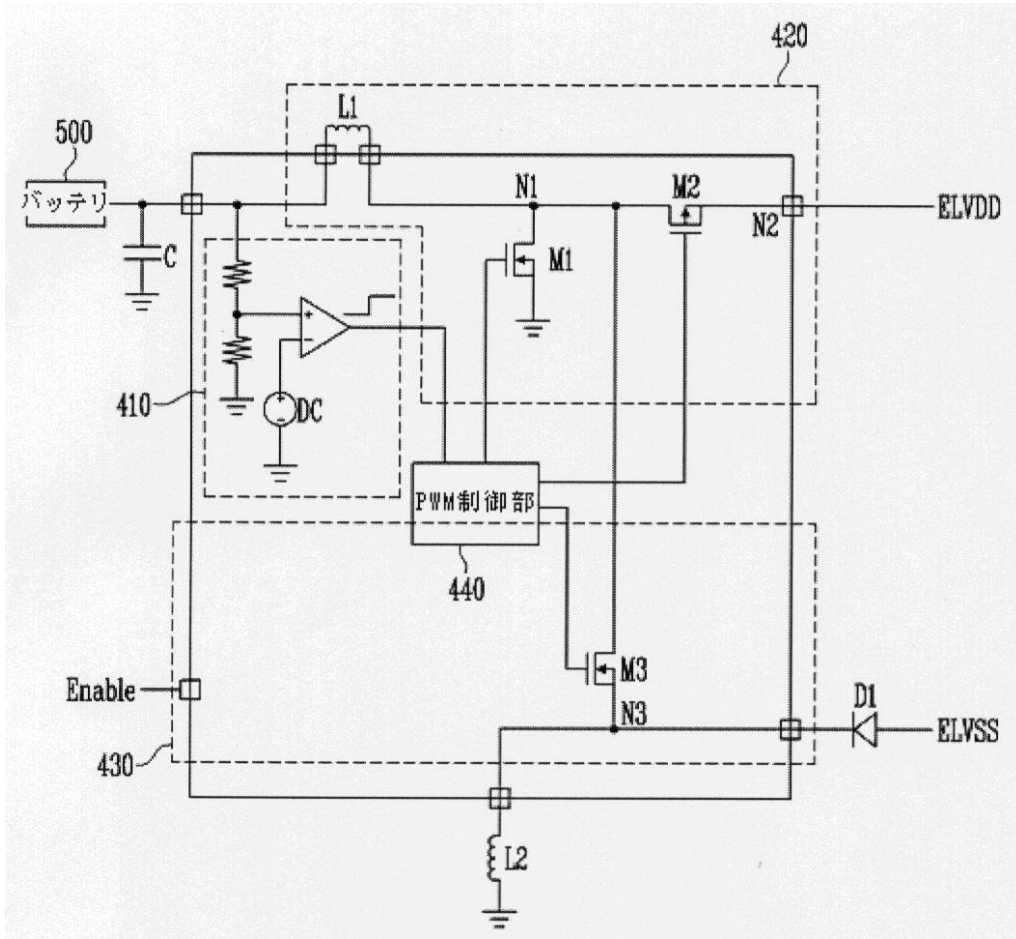 420
L1
500
バッテリ
N1
M2
N2
ELVDD
C
M1
+
-
410
+
-
DC
PWM制御部
440
Enable
M3
N3
D1
ELVSS
430
L2